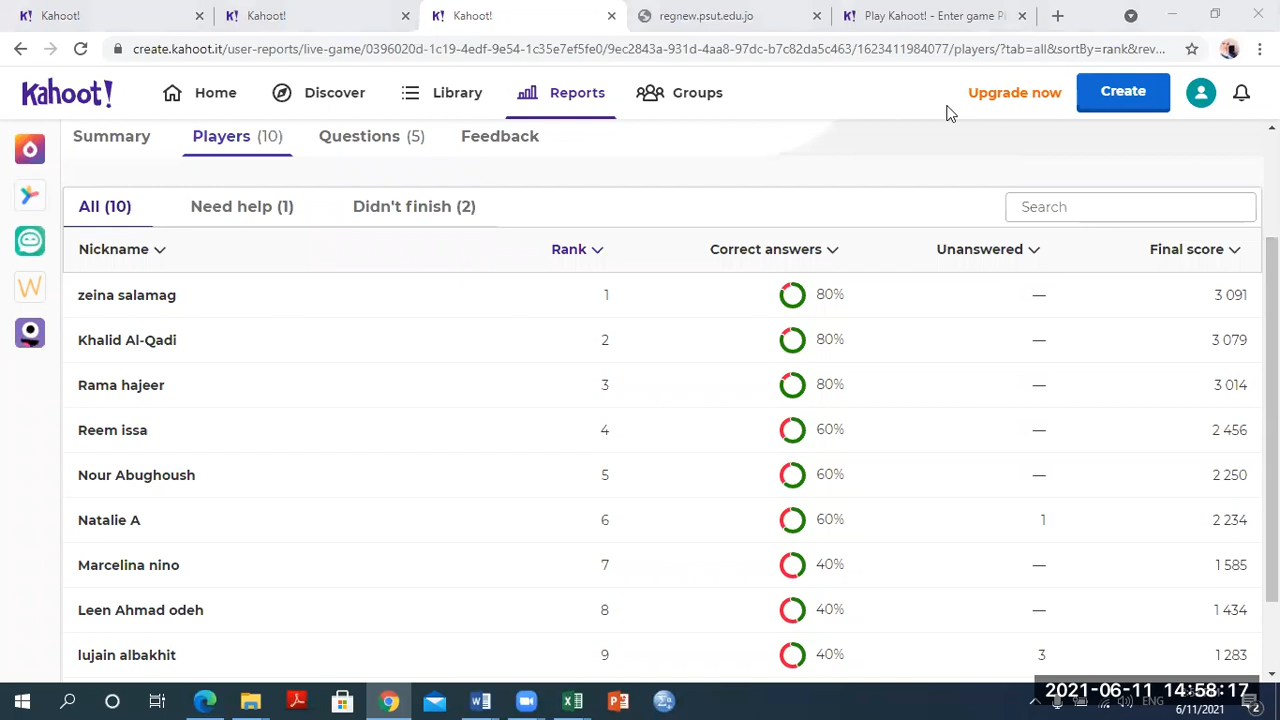 Kahoot!
Kahoot!
Kahoot!
regnew.psut.edu.jo
Play Kahoot! - Enter game P
create.kahoot.it/user-reports/live-game/0396020d-1c19-4edf-9e54-1c35e7ef5fe0/9ec2843a-931d-4aa8-97dc-b7c82da5c463/1623411984077/players/?tab=all&sortBy=rank&rev...
Kahoot!
Home
Discover
Library
Reports
Groups
Upgrade now
Create
Summary
Players (10)
Questions (5)
Feedback
All (10)
Need help (1)
Didn't finish (2)
Search
Nickname Rank Correct answers Unanswered Final score
zeina salamag 1 80% — 3 091
Khalid Al-Qadi 2 80% — 3 079
Rama hajeer 3 80% — 3 014
Reem issa 4 60% — 2 456
Nour Abughoush 5 60% — 2 250
Natalie A 6 60% 1 2 234
Marcelina nino 7 40% — 1 585
Leen Ahmad odeh 8 40% — 1 434
lujain albakhit 9 40% 3 1 283
2021-06-11 14:58:17
ENG
6/11/2021
2